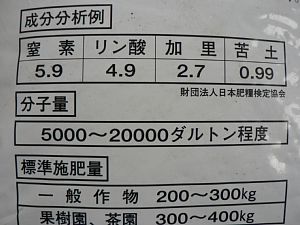 成分分析例
窒素 リン酸 加里 苦土
5.9 4.9 2.7 0.99
財団法人日本肥糧検定協会
分子量
5000〜20000ダルトン程度
標準施肥量
一般作物 200〜300kg
果樹園、茶園 300〜400kg